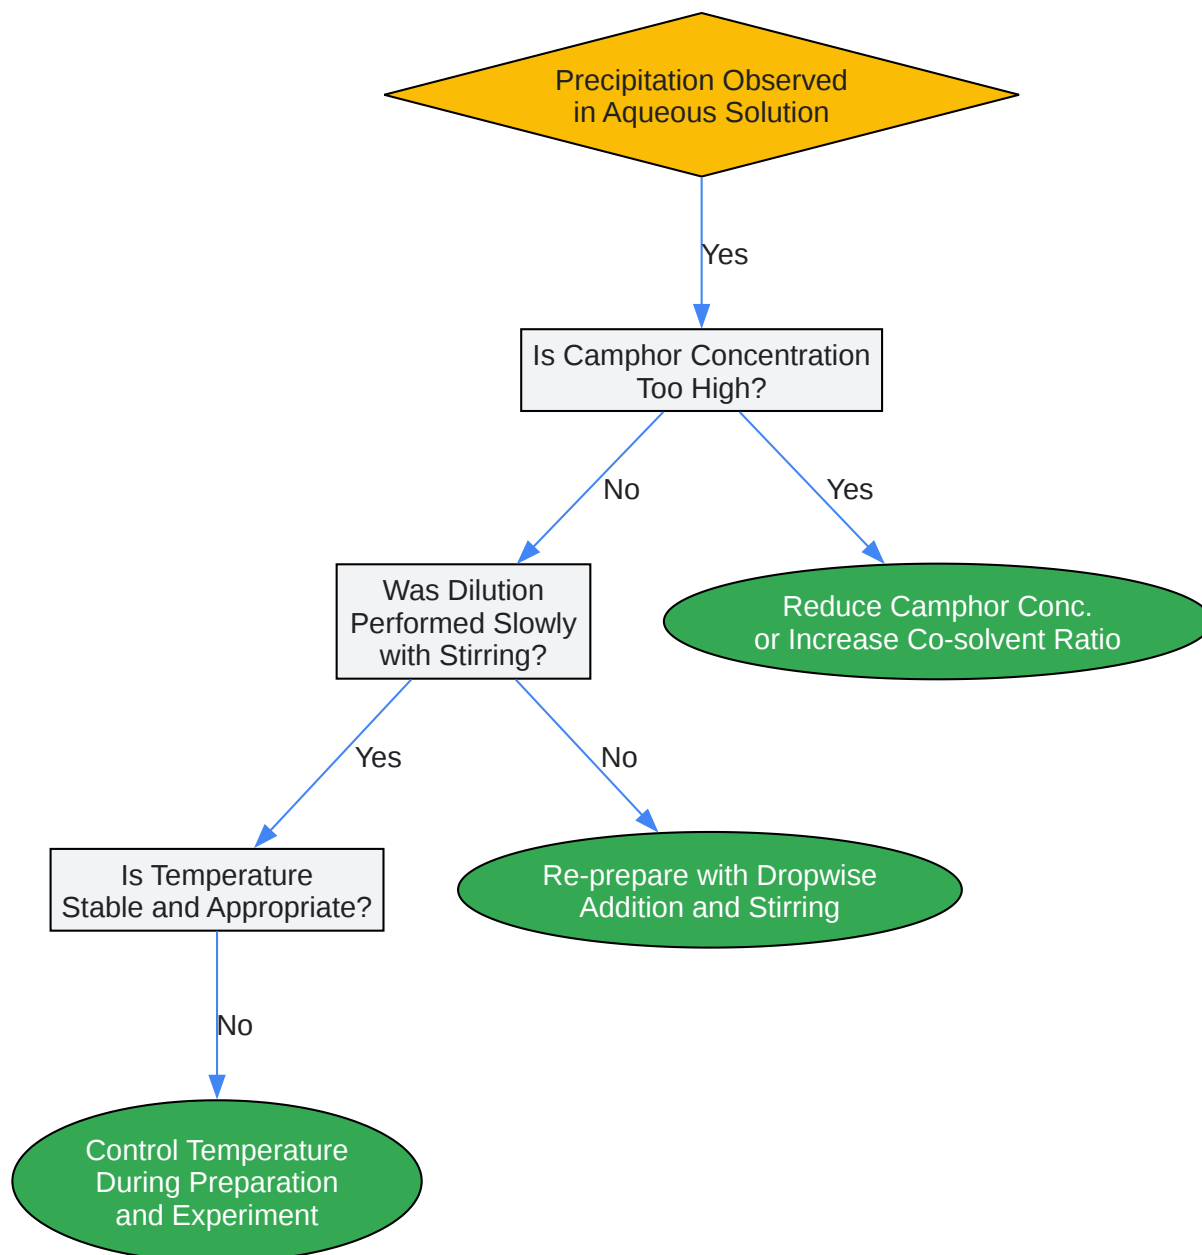 Precipitation Observed
in Aqueous Solution
Yes
Is Camphor Concentration
Too High?
No
Yes
Was Dilution
Performed Slowly
with Stirring?
Reduce Camphor Conc.
or Increase Co-solvent Ratio
Yes
No
Is Temperature
Stable and Appropriate?
Re-prepare with Dropwise
Addition and Stirring
No
Control Temperature
During Preparation
and Experiment